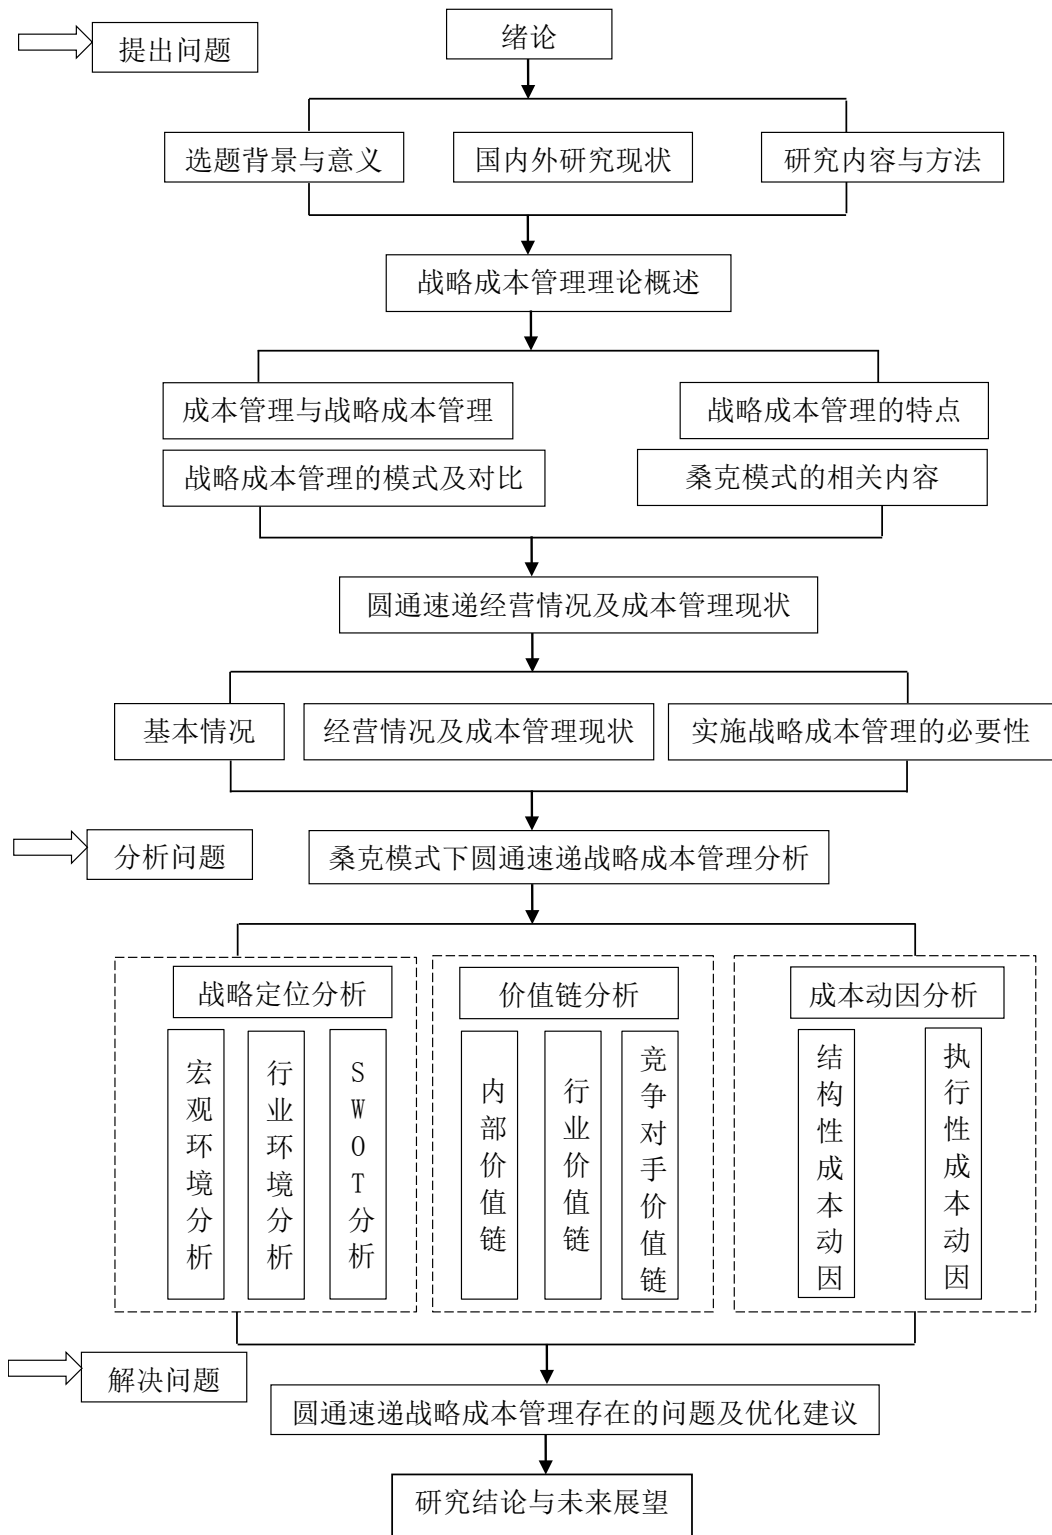 提出问题
绪论
选题背景与意义
国内外研究现状
研究内容与方法
战略成本管理理论概述
成本管理与战略成本管理
战略成本管理的特点
战略成本管理的模式及对比
桑克模式的相关内容
圆通速递经营情况及成本管理现状
基本情况
经营情况及成本管理现状
实施战略成本管理的必要性
分析问题
桑克模式下圆通速递战略成本管理分析
战略定位分析
宏观环境分析
行业环境分析
SWOT分析
价值链分析
内部价值链
行业价值链
竞争对手价值链
成本动因分析
结构性成本动因
执行性成本动因
解决问题
圆通速递战略成本管理存在的问题及优化建议
研究结论与未来展望